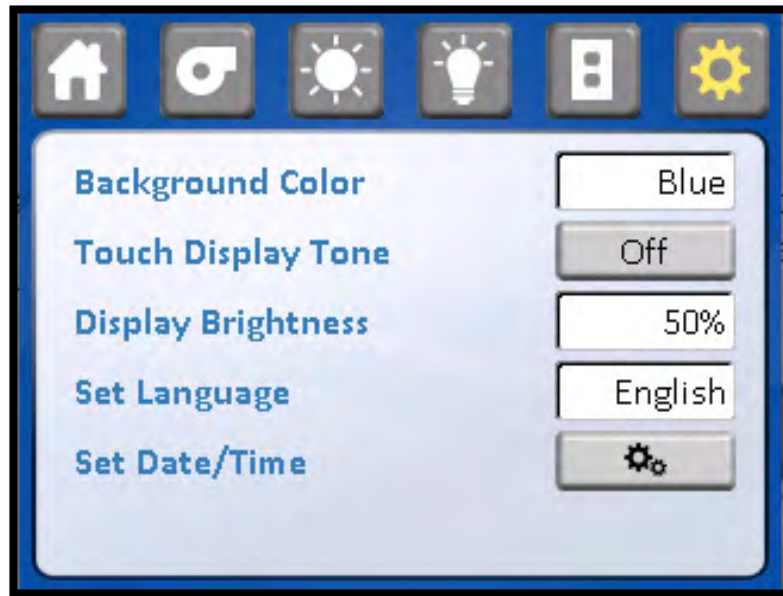 Background Color Blue
Touch Display Tone Off
Display Brightness 50%
Set Language English
Set Date/Time